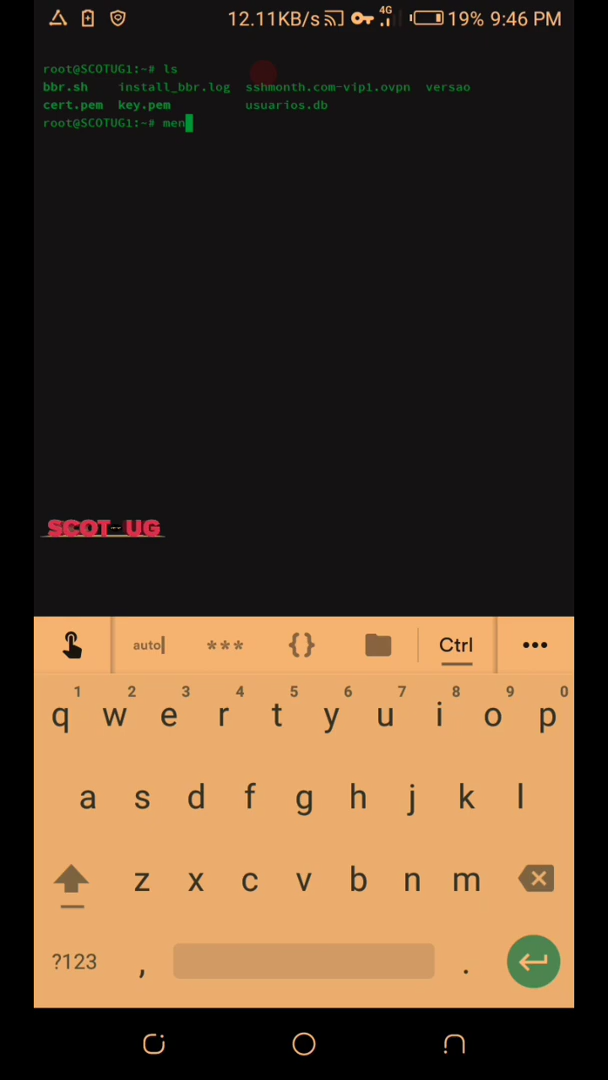 12.11KB/s 4G 19% 9:46 PM
root@SCOTUG1:~# ls
bbr.sh install_bbr.log sshmonth.com-vip1.ovpn versao
cert.pem key.pem usuarios.db
root@SCOTUG1:~# men
SCOT--UG
auto *** {} Ctrl •••
1 2 3 4 5 6 7 8 9 0
q w e r t y u i o p
a s d f g h j k l
z x c v b n m
?123 , .